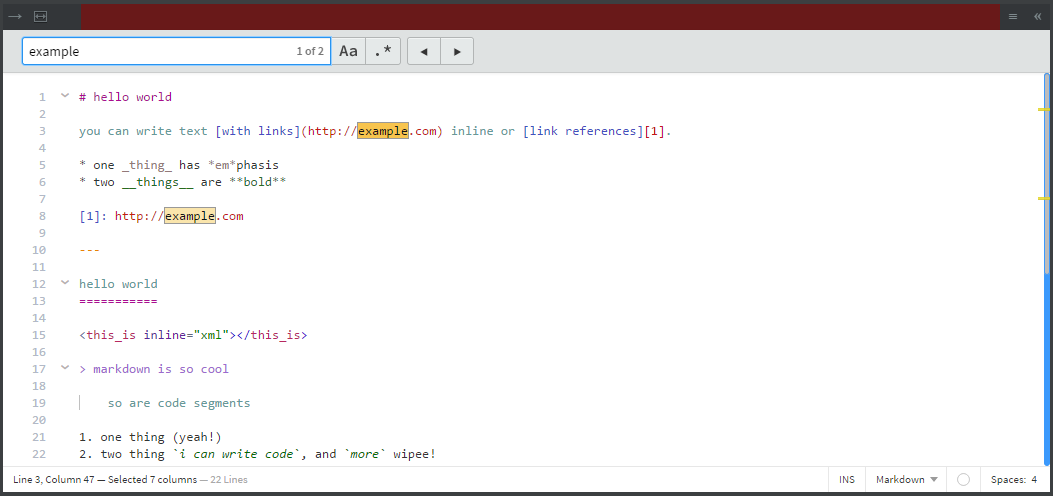 example 1 of 2 Aa .*
1 # hello world
2
3 you can write text [with links](http://example.com) inline or [link references][1].
4
5 * one _thing_ has *em*phasis
6 * two __things__ are **bold**
7
8 [1]: http://example.com
9
10 ---
11
12 hello world
13 ===========
14
15 <this_is inline="xml"></this_is>
16
17 > markdown is so cool
18
19     so are code segments
20
21 1. one thing (yeah!)
22 2. two thing `i can write code`, and `more` wipee!
Line 3, Column 47 — Selected 7 columns — 22 Lines INS Markdown Spaces: 4